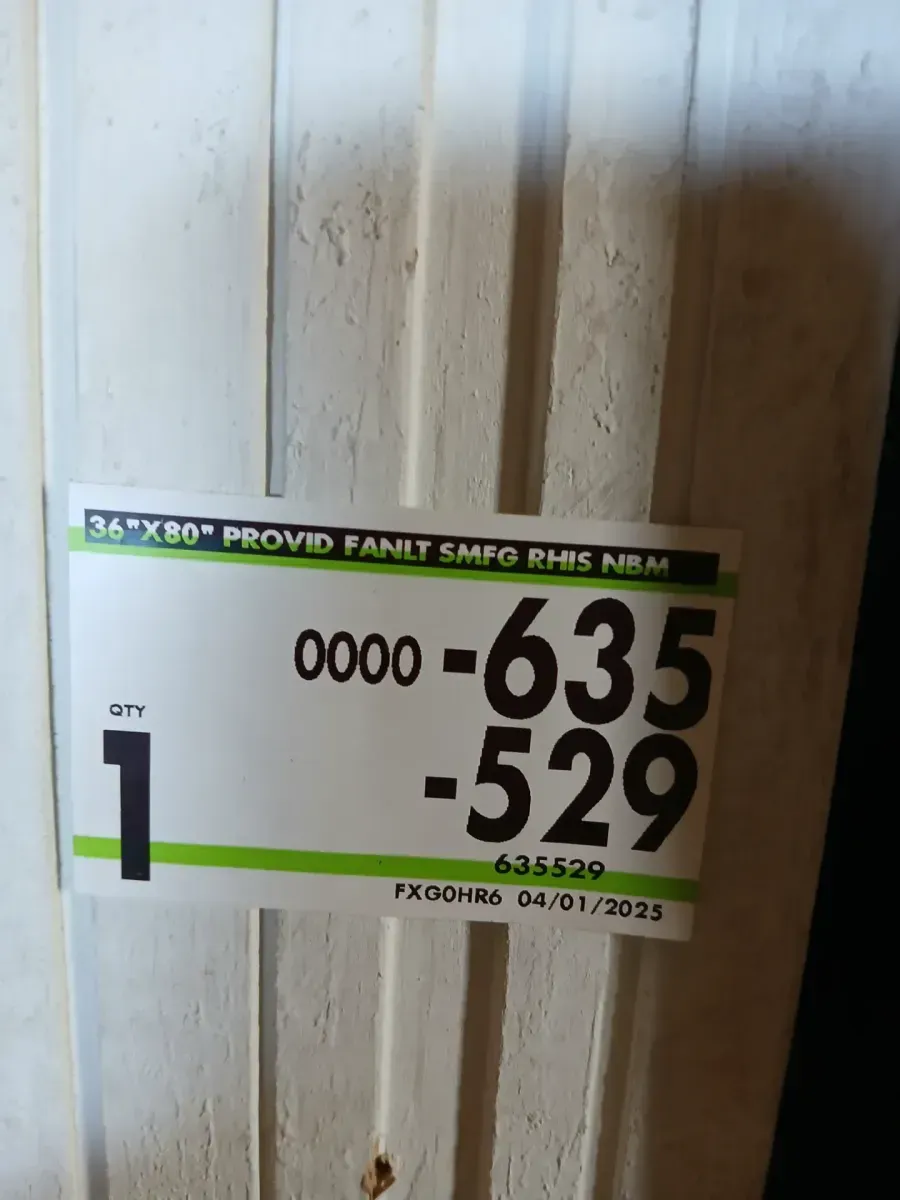 36"X80" PROVID FANLT SMFG RHIS NBM
0000 -635
-529
QTY
1
635529
FXG0HR6 04/01/2025